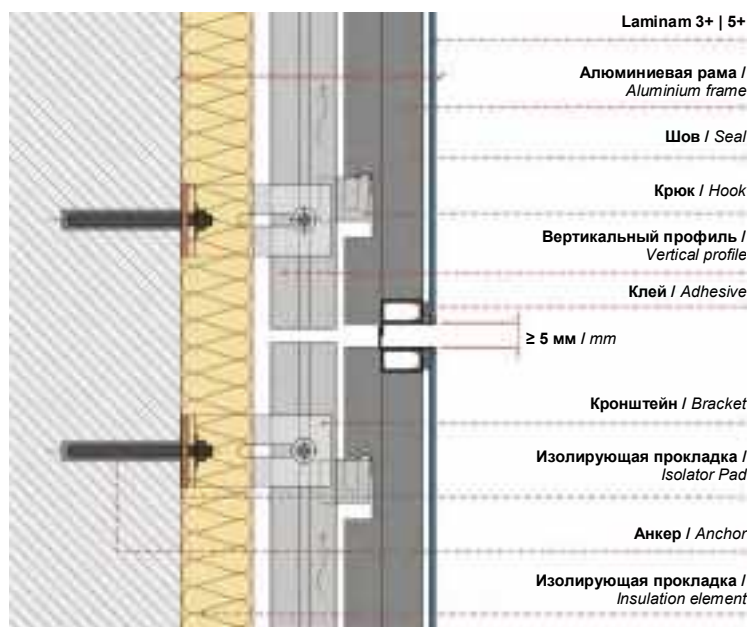 Laminam 3+ | 5+
Алюминиевая рама /
Aluminium frame
Шов / Seal
Крюк / Hook
Вертикальный профиль /
Vertical profile
Клей / Adhesive
≥ 5 мм / mm
Кронштейн / Bracket
Изолирующая прокладка /
Isolator Pad
Анкер / Anchor
Изолирующая прокладка /
Insulation element